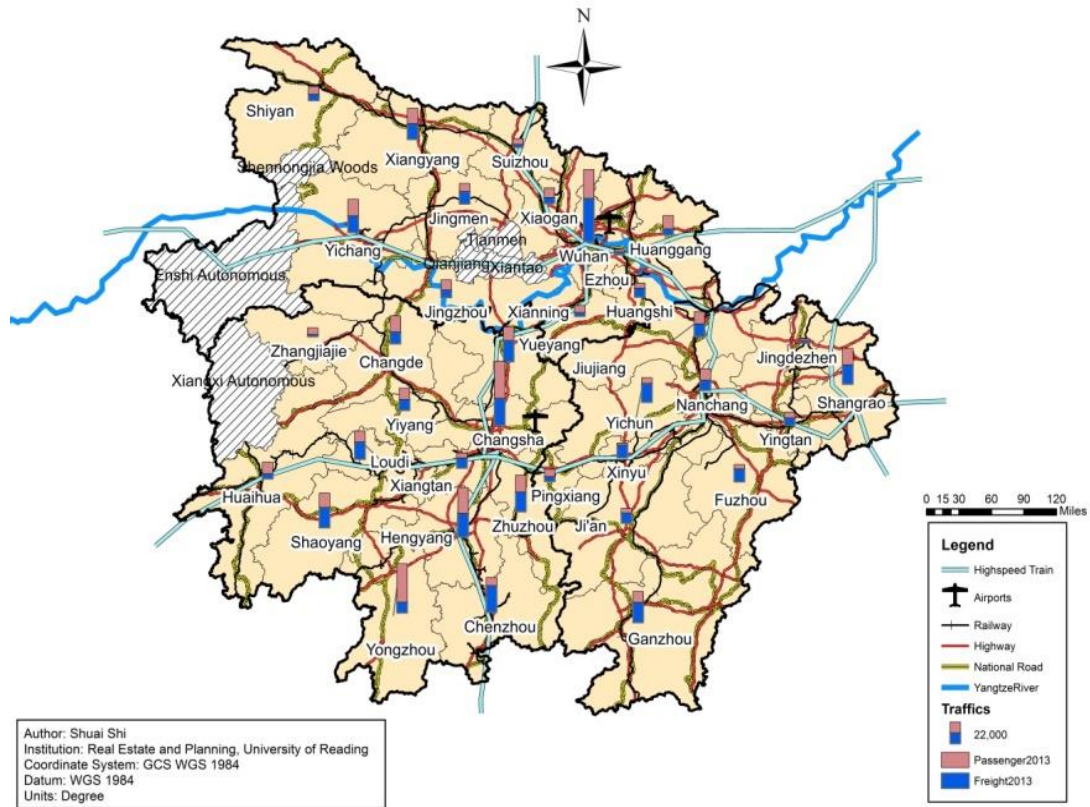 N
Shiyan
Xiangyang
Suizhou
Shennongjia Woods
Jingmen
Xiaogan
Yichang
Tianmen
Huanggang
Wuhan
Qianjiang
Xiantao
Enshi Autonomous
Ezhou
Jingzhou
Xianning
Huangshi
Yueyang
Zhangjiajie
Changde
Jiujiang
Jingdezhen
Xiangxi Autonomous
Yiyang
Nanchang
Shangrao
Changsha
Yichun
Yingtan
Loudi
Xiangtan
Xinyu
Huaihua
Pingxiang
Fuzhou
Zhuzhou
Ji'an
Shaoyang
Hengyang
Chenzhou
Ganzhou
Yongzhou
0 15 30 60 90 120
Miles
Legend
Highspeed Train
Airports
Railway
Highway
National Road
YangtzeRiver
Traffics
22,000
Passenger2013
Freight2013
Author: Shuai Shi
Institution: Real Estate and Planning, University of Reading
Coordinate System: GCS WGS 1984
Datum: WGS 1984
Units: Degree